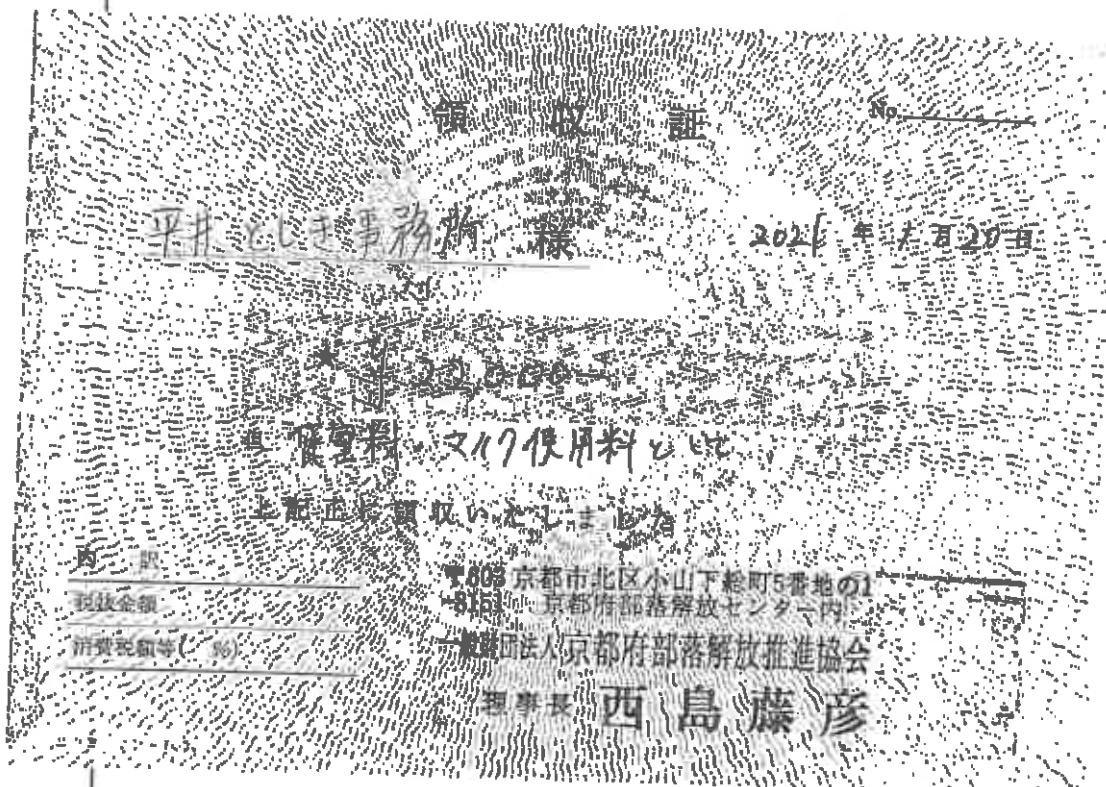 領収証
No.
平井としき事務所 様
2021年1月20日
★ ¥22,000-
但 会場料・マイク使用料として
上記正に領収いたしました
内訳
税抜金額
消費税額等( %)
〒603-8151 京都市北区小山下総町5番地の1
京都府部落解放センター内
一般財団法人 京都府部落解放推進協会
理事長 西島藤彦